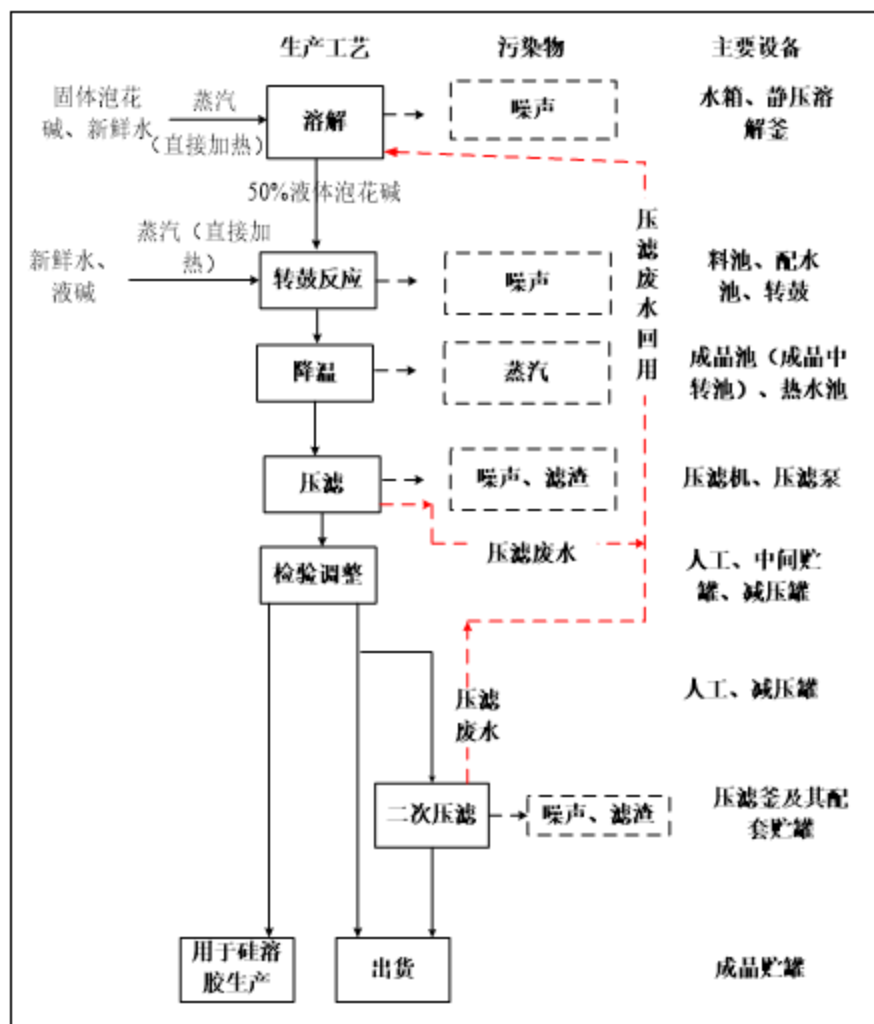 生产工艺
污染物
主要设备
固体泡花
碱、新鲜水
蒸汽
（直接加热）
溶解
噪声
水箱、静压溶
解釜
50%液体泡花碱
新鲜水、
液碱
蒸汽（直接加
热）
转鼓反应
噪声
料池、配水
池、转鼓
压滤废水回用
降温
蒸汽
成品池（成品中
转池）、热水池
压滤
噪声、滤渣
压滤机、压滤泵
压滤废水
检验调整
人工、中间贮
罐、减压罐
人工、减压罐
压滤
废水
二次压滤
噪声、滤渣
压滤釜及其配
套贮罐
用于硅溶
胶生产
出货
成品贮罐